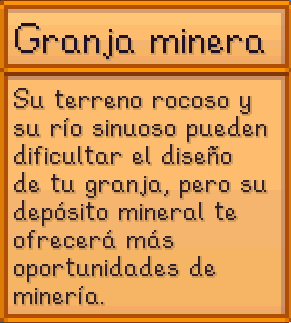 Granja minera
Su terreno rocoso y
su río sinuoso pueden
dificultar el diseño
de tu granja, pero su
depósito mineral te
ofrecerá más
oportunidades de
minería.